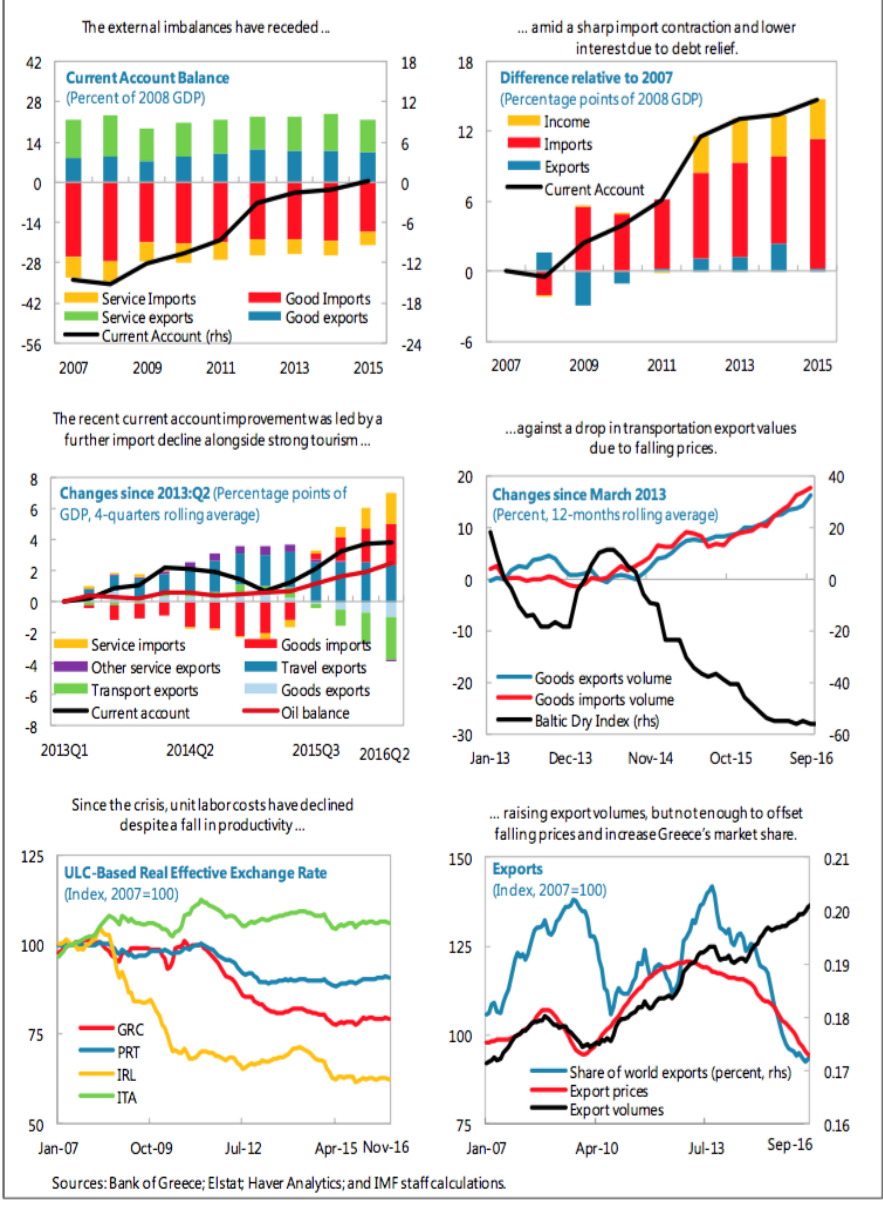 The external imbalances have receded ...
Current Account Balance
(Percent of 2008 GDP)
42
28
14
0
-14
-28
-42
-56
18
12
6
0
-6
-12
-18
-24
Service Imports
Good Imports
Service exports
Good exports
Current Account (rhs)
2007
2009
2011
2013
2015
... amid a sharp import contraction and lower
interest due to debt relief.
Difference relative to 2007
(Percentage points of 2008 GDP)
18
12
6
0
-6
Income
Imports
Exports
Current Account
2007
2009
2011
2013
2015
The recent current account improvement was led by a
further import decline alongside strong tourism ...
Changes since 2013:Q2 (Percentage points of
GDP, 4-quarters rolling average)
8
6
4
2
0
-2
-4
-6
-8
Service imports
Goods imports
Other service exports
Travel exports
Transport exports
Goods exports
Current account
Oil balance
2013Q1
2014Q2
2015Q3
2016Q2
...against a drop in transportation export values
due to falling prices.
Changes since March 2013
(Percent, 12-months rolling average)
20
10
0
-10
-20
-30
40
20
0
-20
-40
-60
Goods exports volume
Goods imports volume
Baltic Dry Index (rhs)
Jan-13
Dec-13
Nov-14
Oct-15
Sep-16
Since the crisis, unit labor costs have declined
despite a fall in productivity ...
ULC-Based Real Effective Exchange Rate
(Index, 2007=100)
125
100
75
50
GRC
PRT
IRL
ITA
Jan-07
Oct-09
Jul-12
Apr-15
Nov-16
... raising export volumes, but not enough to offset
falling prices and increase Greece's market share.
Exports
(Index, 2007=100)
150
125
100
75
0.21
0.20
0.19
0.18
0.17
0.16
Share of world exports (percent, rhs)
Export prices
Export volumes
Jan-07
Apr-10
Jul-13
Sep-16
Sources: Bank of Greece; Elstat; Haver Analytics; and IMF staff calculations.